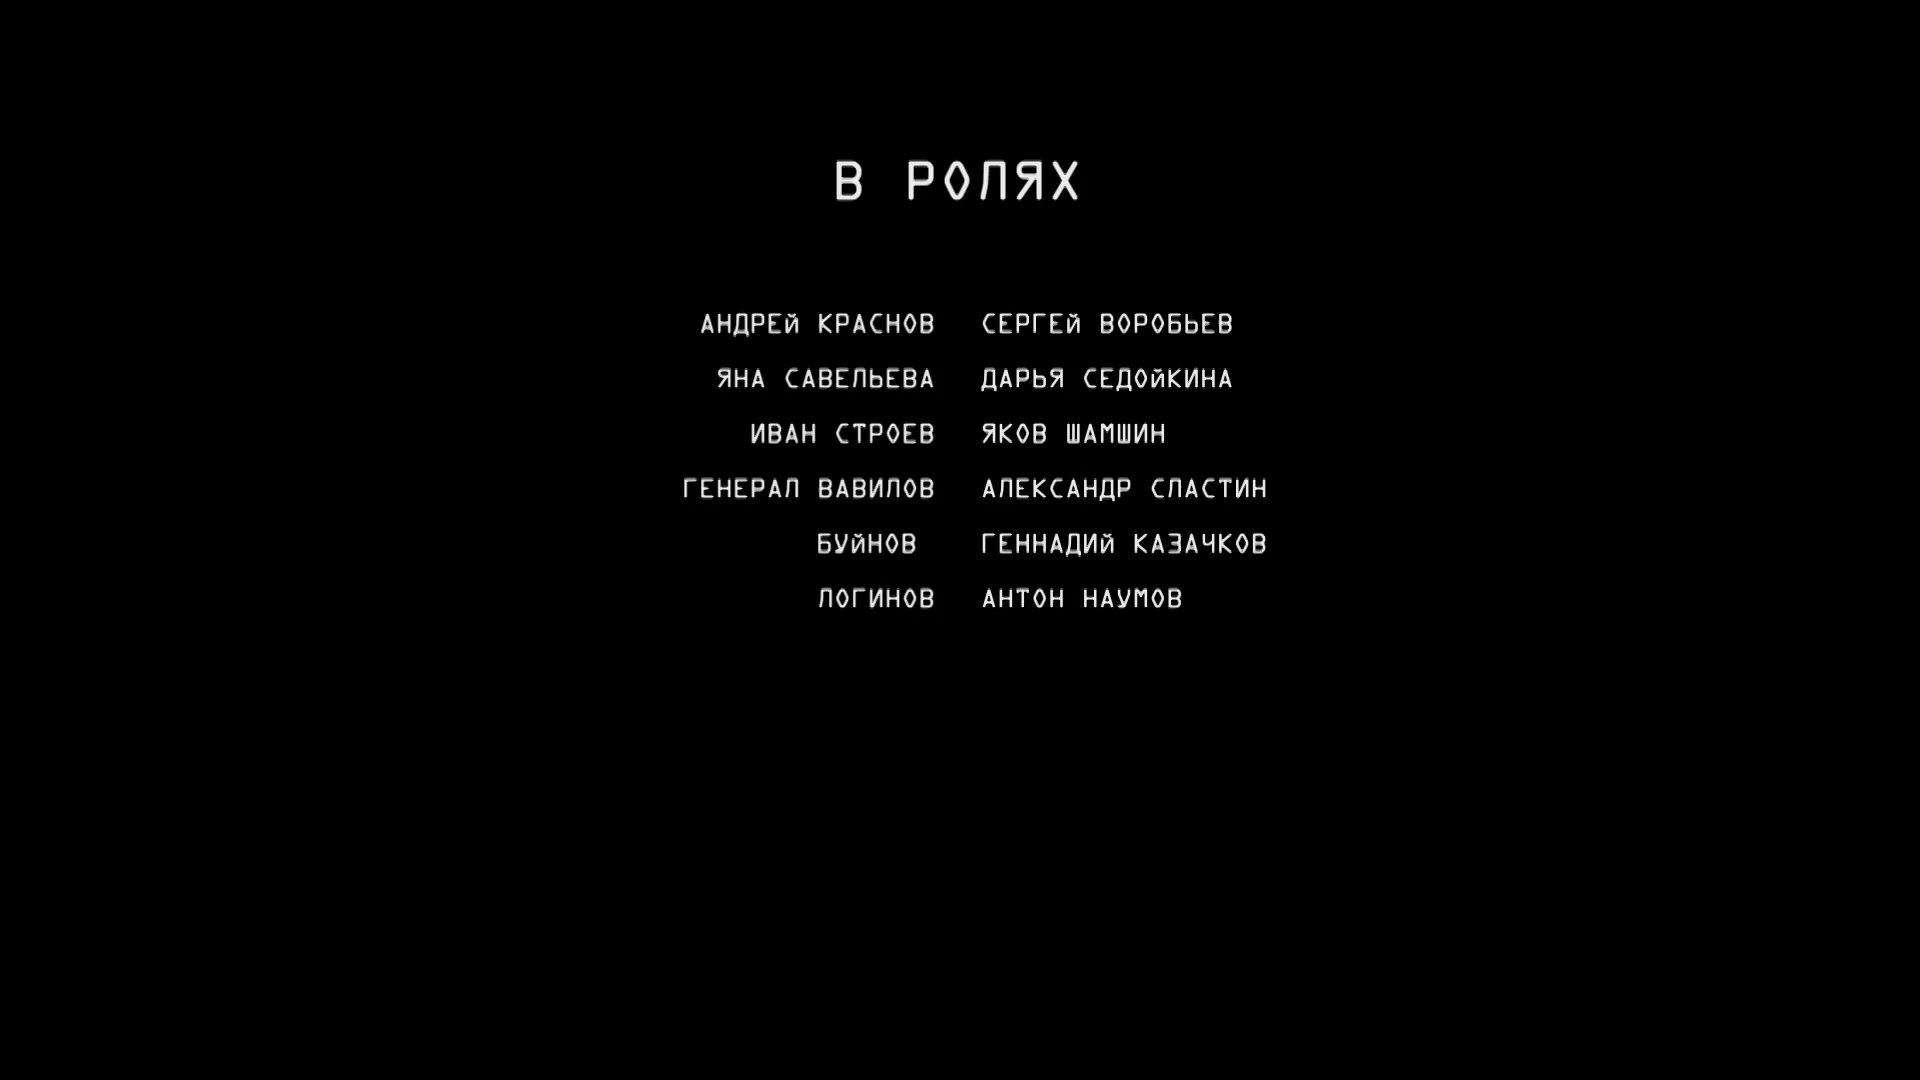 В РОЛЯХ
АНДРЕЙ КРАСНОВ СЕРГЕЙ ВОРОБЬЕВ
ЯНА САВЕЛЬЕВА ДАРЬЯ СЕДОЙКИНА
ИВАН СТРОЕВ ЯКОВ ШАМШИН
ГЕНЕРАЛ ВАВИЛОВ АЛЕКСАНДР СЛАСТИН
БУЙНОВ ГЕННАДИЙ КАЗАЧКОВ
ЛОГИНОВ АНТОН НАУМОВ